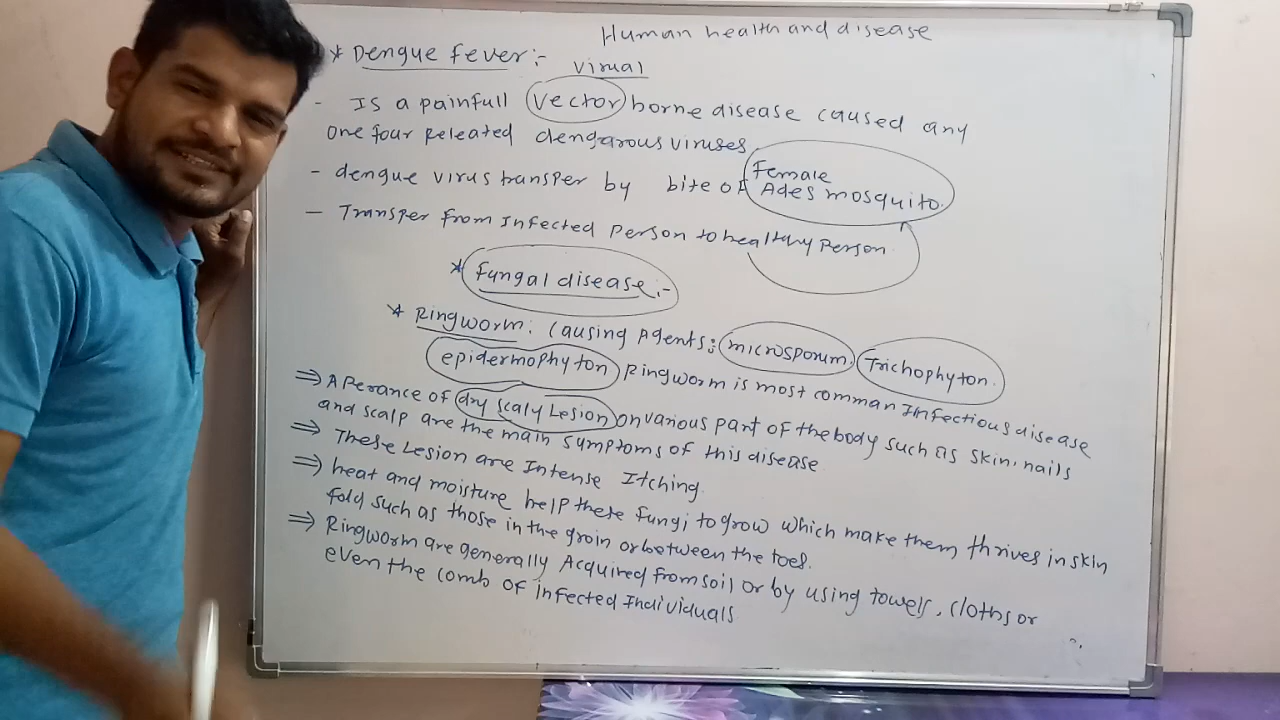 Human health and disease
* Dengue fever:-
viral
- Is a painfull vector borne disease caused any
one four Releated dengarous viruses
- dengue virus transper by bite of Female Ades mosquito.
- Transper from infected person to healthy person.
* Fungal disease:-
* Ringworm: Causing Agents: microsporum, Trichophyton.
epidermophyton Ringworm is most comman Infectious disease
⇒ Aperance of dry scaly Lesion on various part of the body such as skin, nails
and scalp are the main symptoms of this disease
⇒ These Lesion are Intense Itching.
⇒ heat and moisture help these fungi to grow which make them thrives in skin
fold such as those in the groin or between the toes.
⇒ Ringworm are generally Acquired from soil or by using towels, cloths or
even the comb of infected Individuals